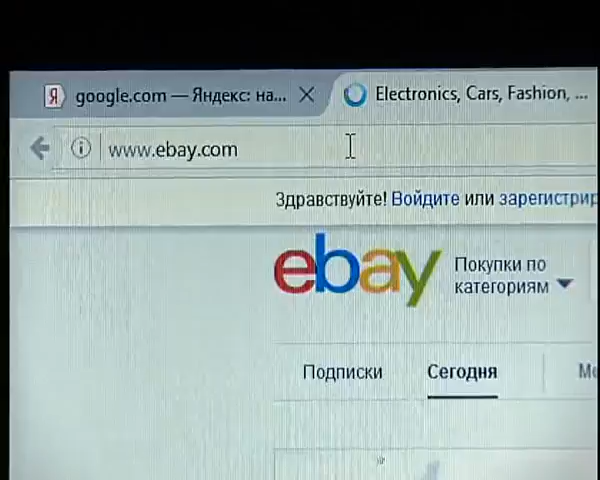 Я google.com — Яндекс: на...
Electronics, Cars, Fashion, ...
www.ebay.com
Здравствуйте! Войдите или зарегистрир
ebay
Покупки по
категориям
Подписки
Сегодня
Мо